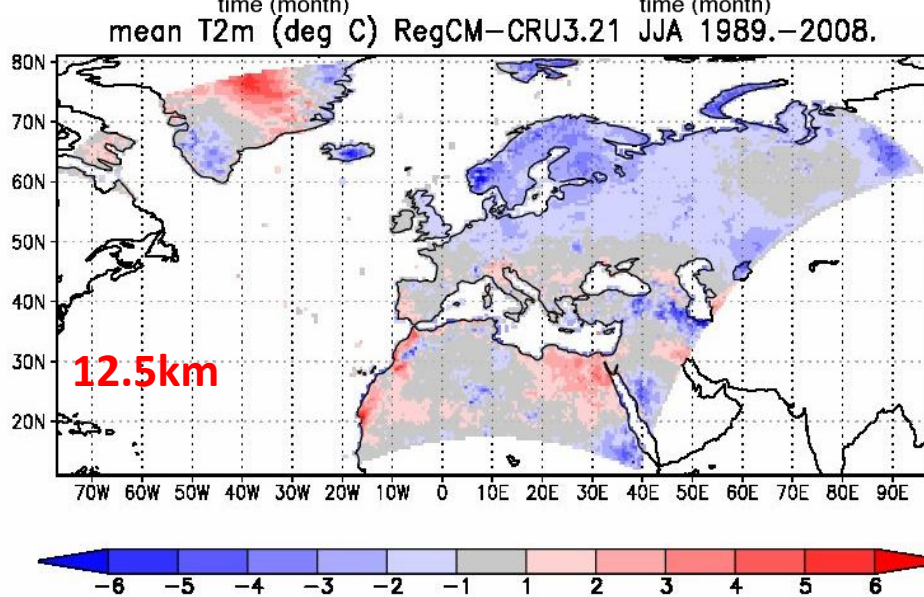 time (month) time (month)
mean T2m (deg C) RegCM-CRU3.21 JJA 1989.-2008.
80N
70N
60N
50N
40N
30N
20N
12.5km
70W 60W 50W 40W 30W 20W 10W 0 10E 20E 30E 40E 50E 60E 70E 80E 90E
-6 -5 -4 -3 -2 -1 1 2 3 4 5 6